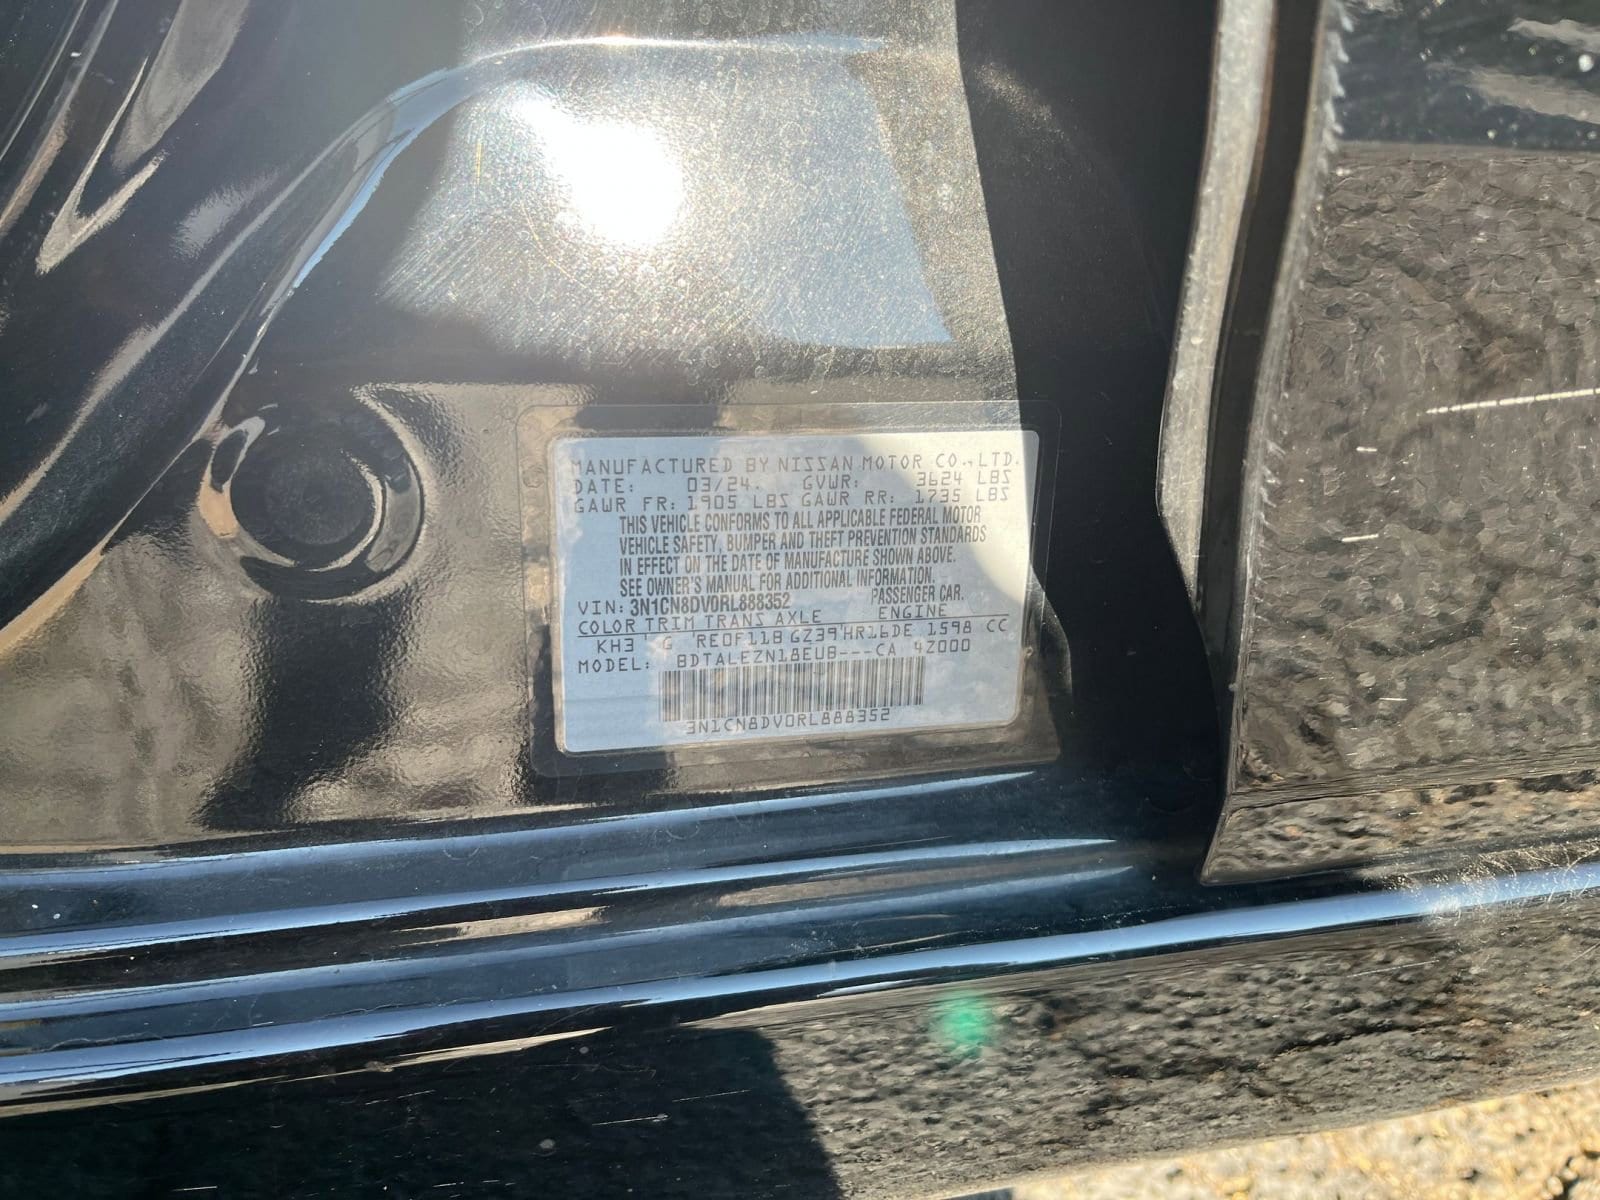 MANUFACTURED BY NISSAN MOTOR CO.,LTD.
DATE: 03/24. GVWR: 3624 LBS
GAWR FR: 1905 LBS GAWR RR: 1735 LBS
THIS VEHICLE CONFORMS TO ALL APPLICABLE FEDERAL MOTOR
VEHICLE SAFETY, BUMPER AND THEFT PREVENTION STANDARDS
IN EFFECT ON THE DATE OF MANUFACTURE SHOWN ABOVE.
SEE OWNER'S MANUAL FOR ADDITIONAL INFORMATION.
VIN: 3N1CN8DV0RL888352 PASSENGER CAR.
COLOR TRIM TRANS AXLE ENGINE
KH3 G RE0F11B GZ39 HR16DE 1598 CC
MODEL: BDTALEZN18EUB---CA 4Z000
3N1CN8DV0RL888352